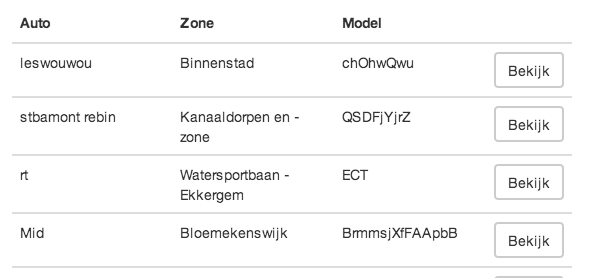 Auto Zone Model
leswouwou Binnenstad chOhwQwu Bekijk
stbamont rebin Kanaaldorpen en - QSDFjYjrZ Bekijk
zone
rt Watersportbaan - ECT Bekijk
Ekkergem
Mid Bloemekenswijk BrmmsjXfFAApbB Bekijk